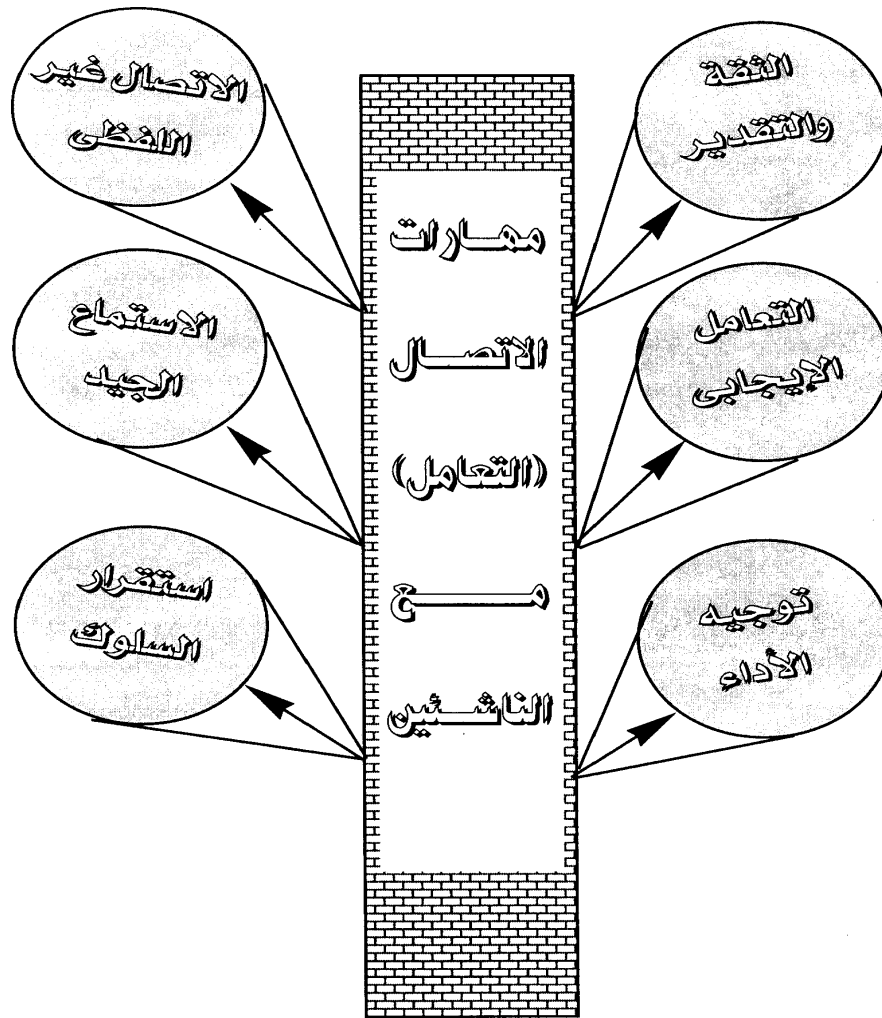 الثقة
والتقدير
الاتصال غير
اللفظى
مهارات
الاتصال
(التعامل)
مع
الناشئين
التعامل
الإيجابى
الاستماع
الجيد
توجيه
الأداء
استقرار
السلوك